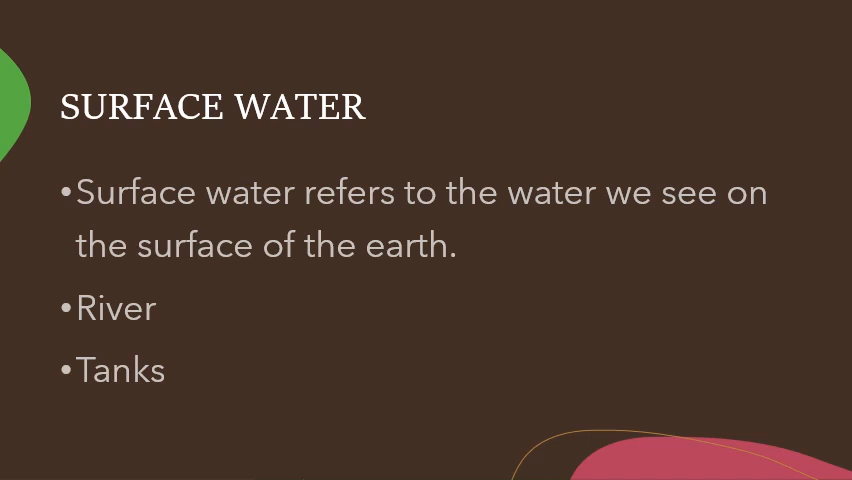 SURFACE WATER
•Surface water refers to the water we see on
the surface of the earth.
•River
•Tanks